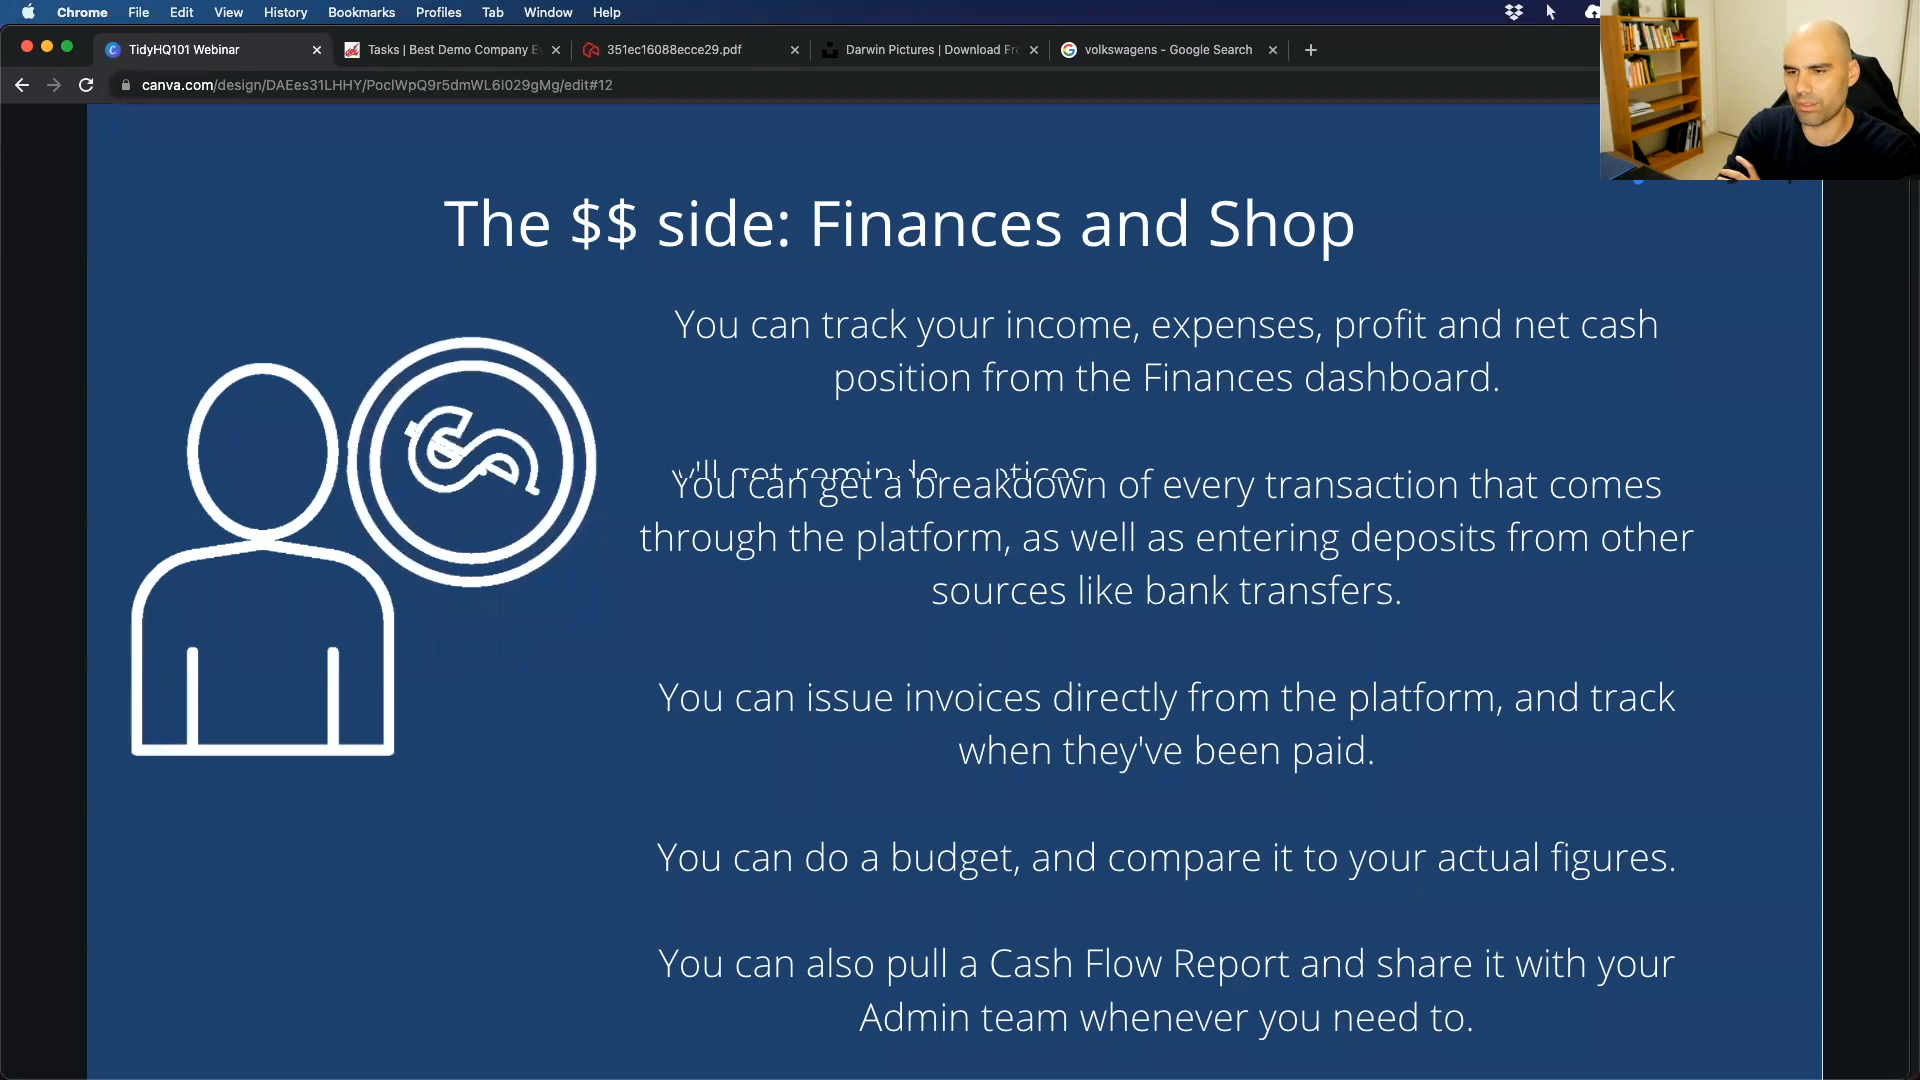 Chrome File Edit View History Bookmarks Profiles Tab Window Help
TidyHQ101 Webinar
Tasks | Best Demo Company
351ec16088ecce29.pdf
Darwin Pictures | Download
volkswagens - Google Search
canva.com/design/DAEes31LHHY/PoclWpQ9r5dmWL6I029gMg/edit#12
The $$ side: Finances and Shop
You can track your income, expenses, profit and net cash
position from the Finances dashboard.
You can get a breakdown of every transaction that comes
through the platform, as well as entering deposits from other
sources like bank transfers.
You can issue invoices directly from the platform, and track
when they've been paid.
You can do a budget, and compare it to your actual figures.
You can also pull a Cash Flow Report and share it with your
Admin team whenever you need to.